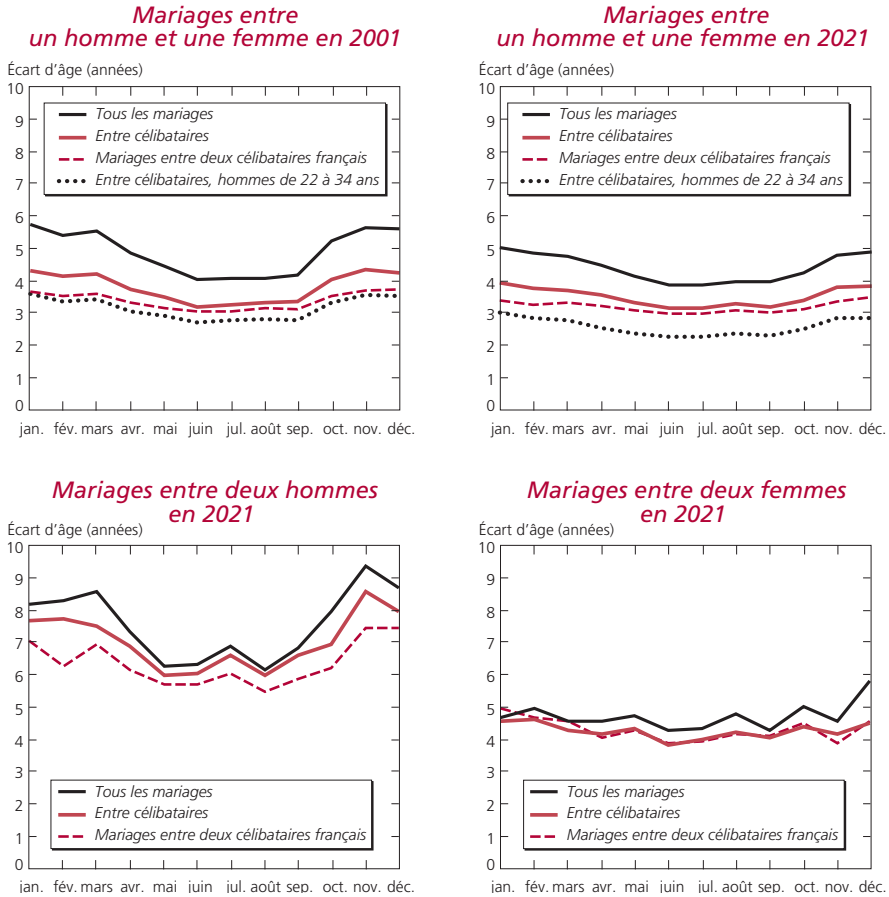 Mariages entre
un homme et une femme en 2001
Écart d’âge (années)
10
9
8
7
6
5
4
3
2
1
0
Tous les mariages
Entre célibataires
Mariages entre deux célibataires français
Entre célibataires, hommes de 22 à 34 ans
jan. fév. mars avr. mai juin jul. août sep. oct. nov. déc.
Mariages entre
un homme et une femme en 2021
Écart d’âge (années)
10
9
8
7
6
5
4
3
2
1
0
Tous les mariages
Entre célibataires
Mariages entre deux célibataires français
Entre célibataires, hommes de 22 à 34 ans
jan. fév. mars avr. mai juin jul. août sep. oct. nov. déc.
Mariages entre deux hommes
en 2021
Écart d’âge (années)
10
9
8
7
6
5
4
3
2
1
0
Tous les mariages
Entre célibataires
Mariages entre deux célibataires français
jan. fév. mars avr. mai juin jul. août sep. oct. nov. déc.
Mariages entre deux femmes
en 2021
Écart d’âge (années)
10
9
8
7
6
5
4
3
2
1
0
Tous les mariages
Entre célibataires
Mariages entre deux célibataires français
jan. fév. mars avr. mai juin jul. août sep. oct. nov. déc.